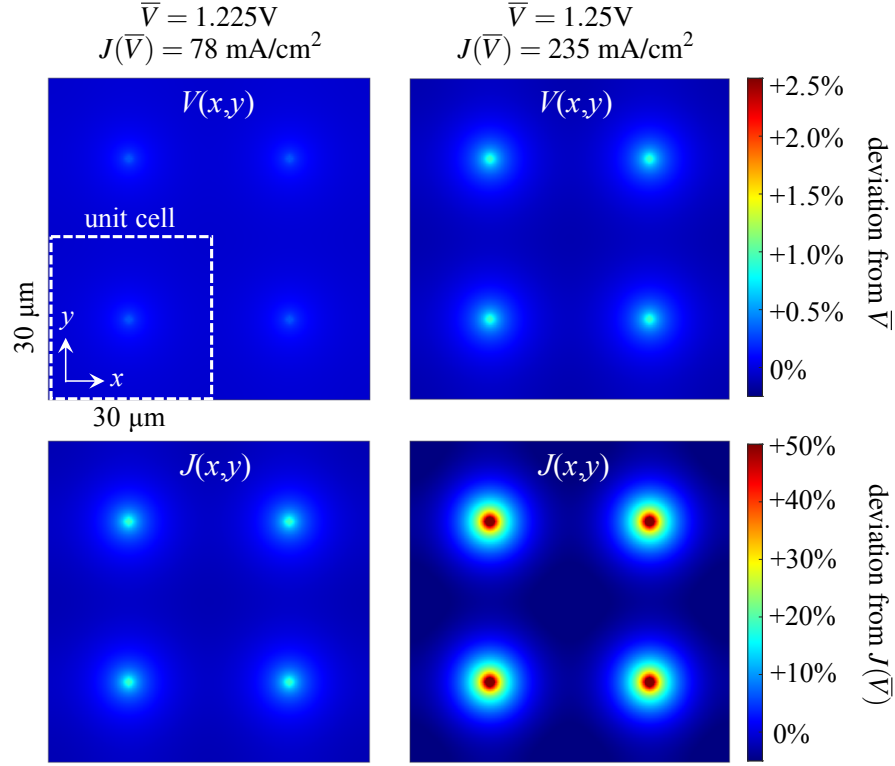 V̅ = 1.225V
J(V̅) = 78 mA/cm²
V̅ = 1.25V
J(V̅) = 235 mA/cm²
V(x,y)
V(x,y)
+2.5%
+2.0%
+1.5%
+1.0%
+0.5%
0%
deviation from V̅
unit cell
30 µm
y
x
30 µm
J(x,y)
J(x,y)
+50%
+40%
+30%
+20%
+10%
0%
deviation from J(V̅)